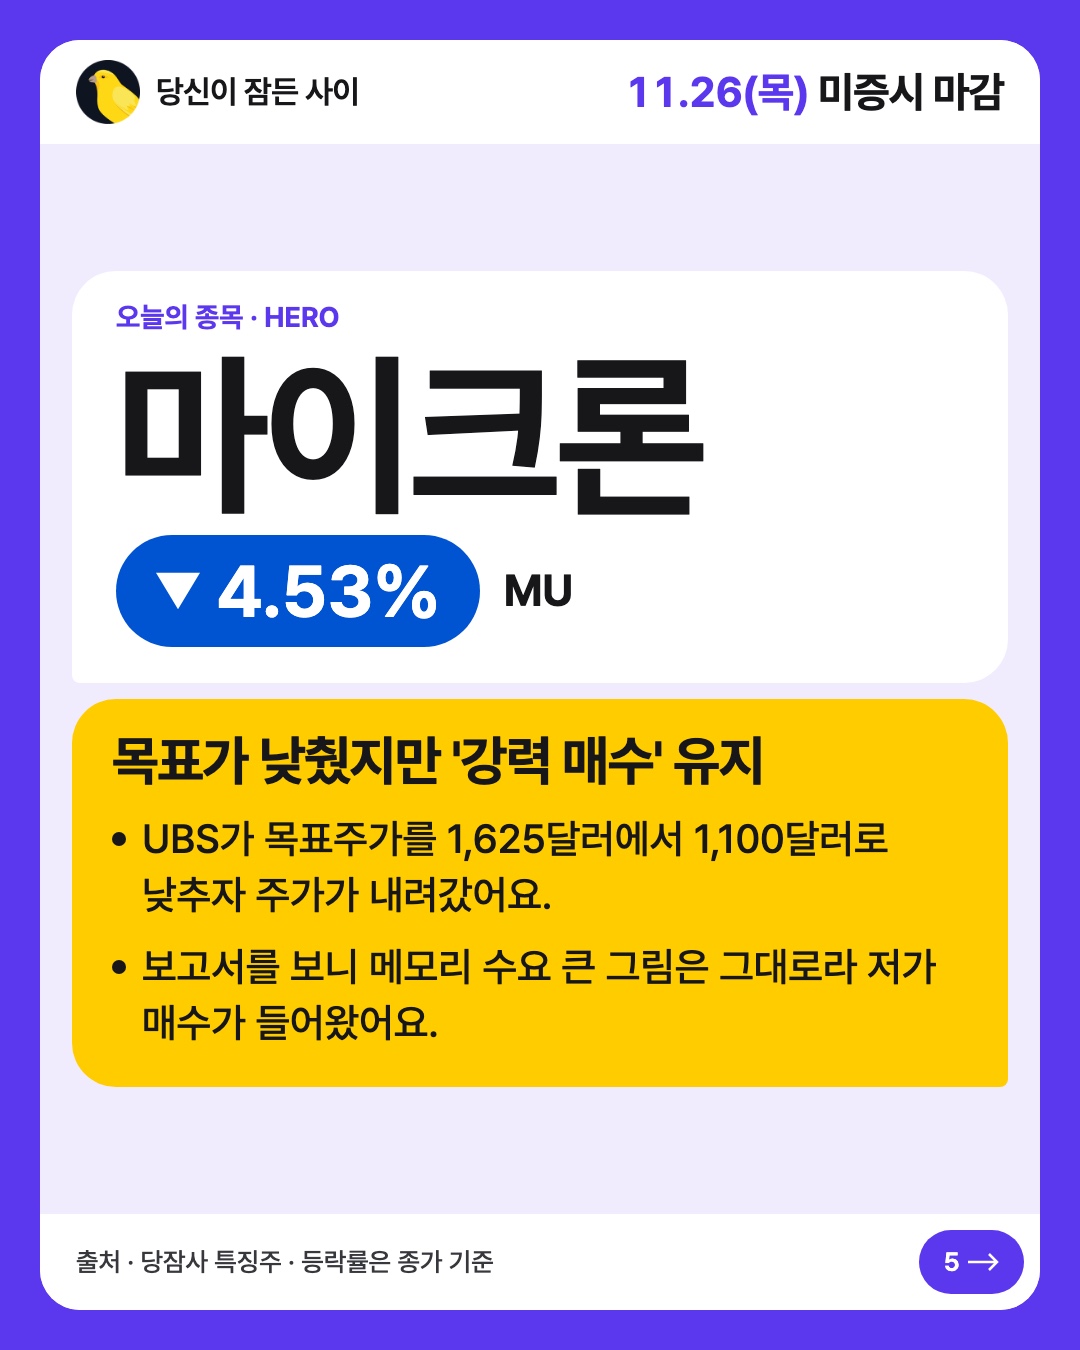 당신이 잠든 사이
11.26(목) 미증시 마감
오늘의 종목 · HERO
마이크론
▼ 4.53%
MU
목표가 낮췄지만 '강력 매수' 유지
• UBS가 목표주가를 1,625달러에서 1,100달러로
낮추자 주가가 내려갔어요.
• 보고서를 보니 메모리 수요 큰 그림은 그대로라 저가
매수가 들어왔어요.
출처 · 당잠사 특징주 · 등락률은 종가 기준
5 →